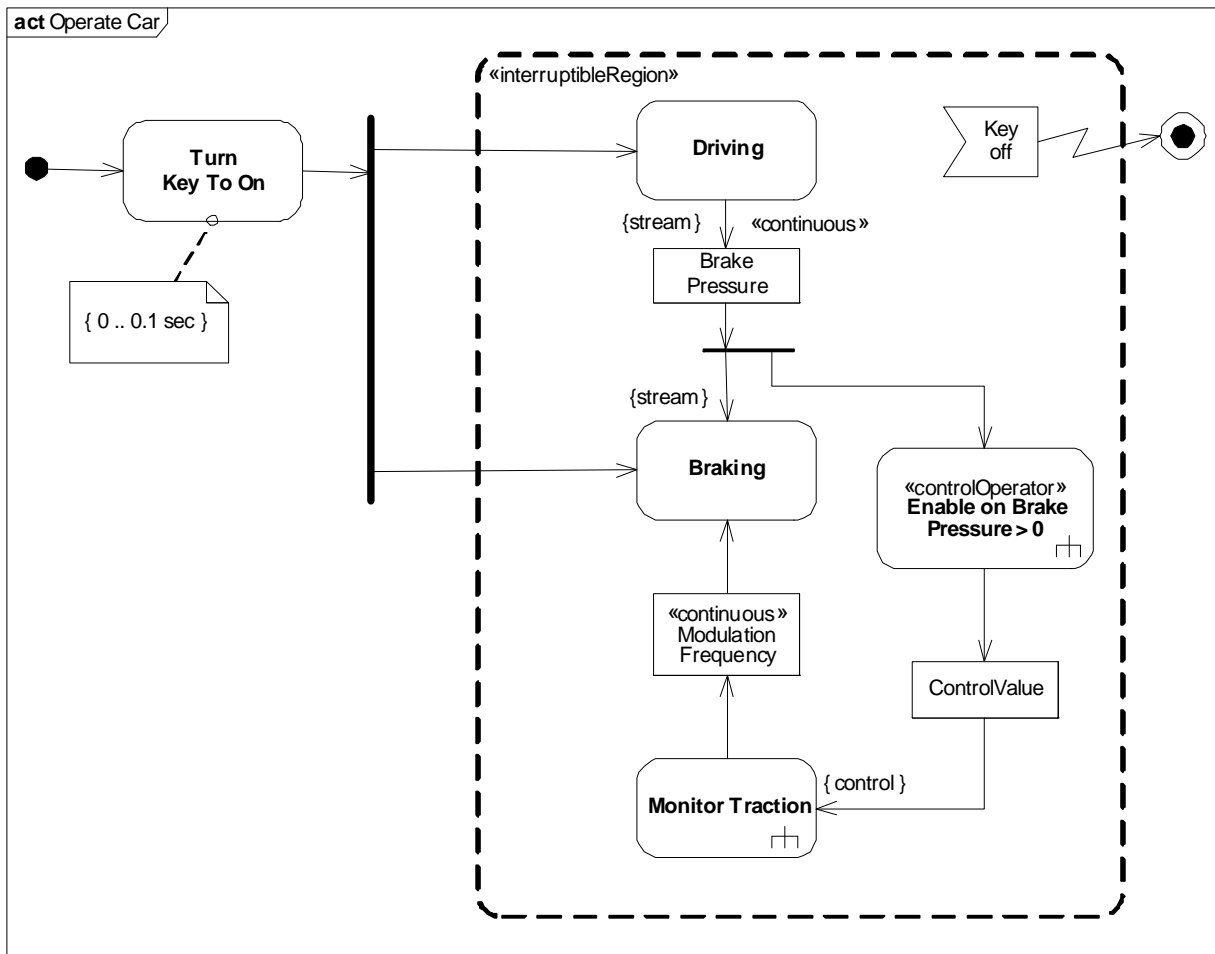 act Operate Car
«interruptibleRegion»
Turn
Key To On
{ 0 .. 0.1 sec }
Driving
Key
off
{stream} «continuous»
Brake
Pressure
{stream}
Braking
«controlOperator»
Enable on Brake
Pressure > 0
«continuous»
Modulation
Frequency
ControlValue
{ control }
Monitor Traction